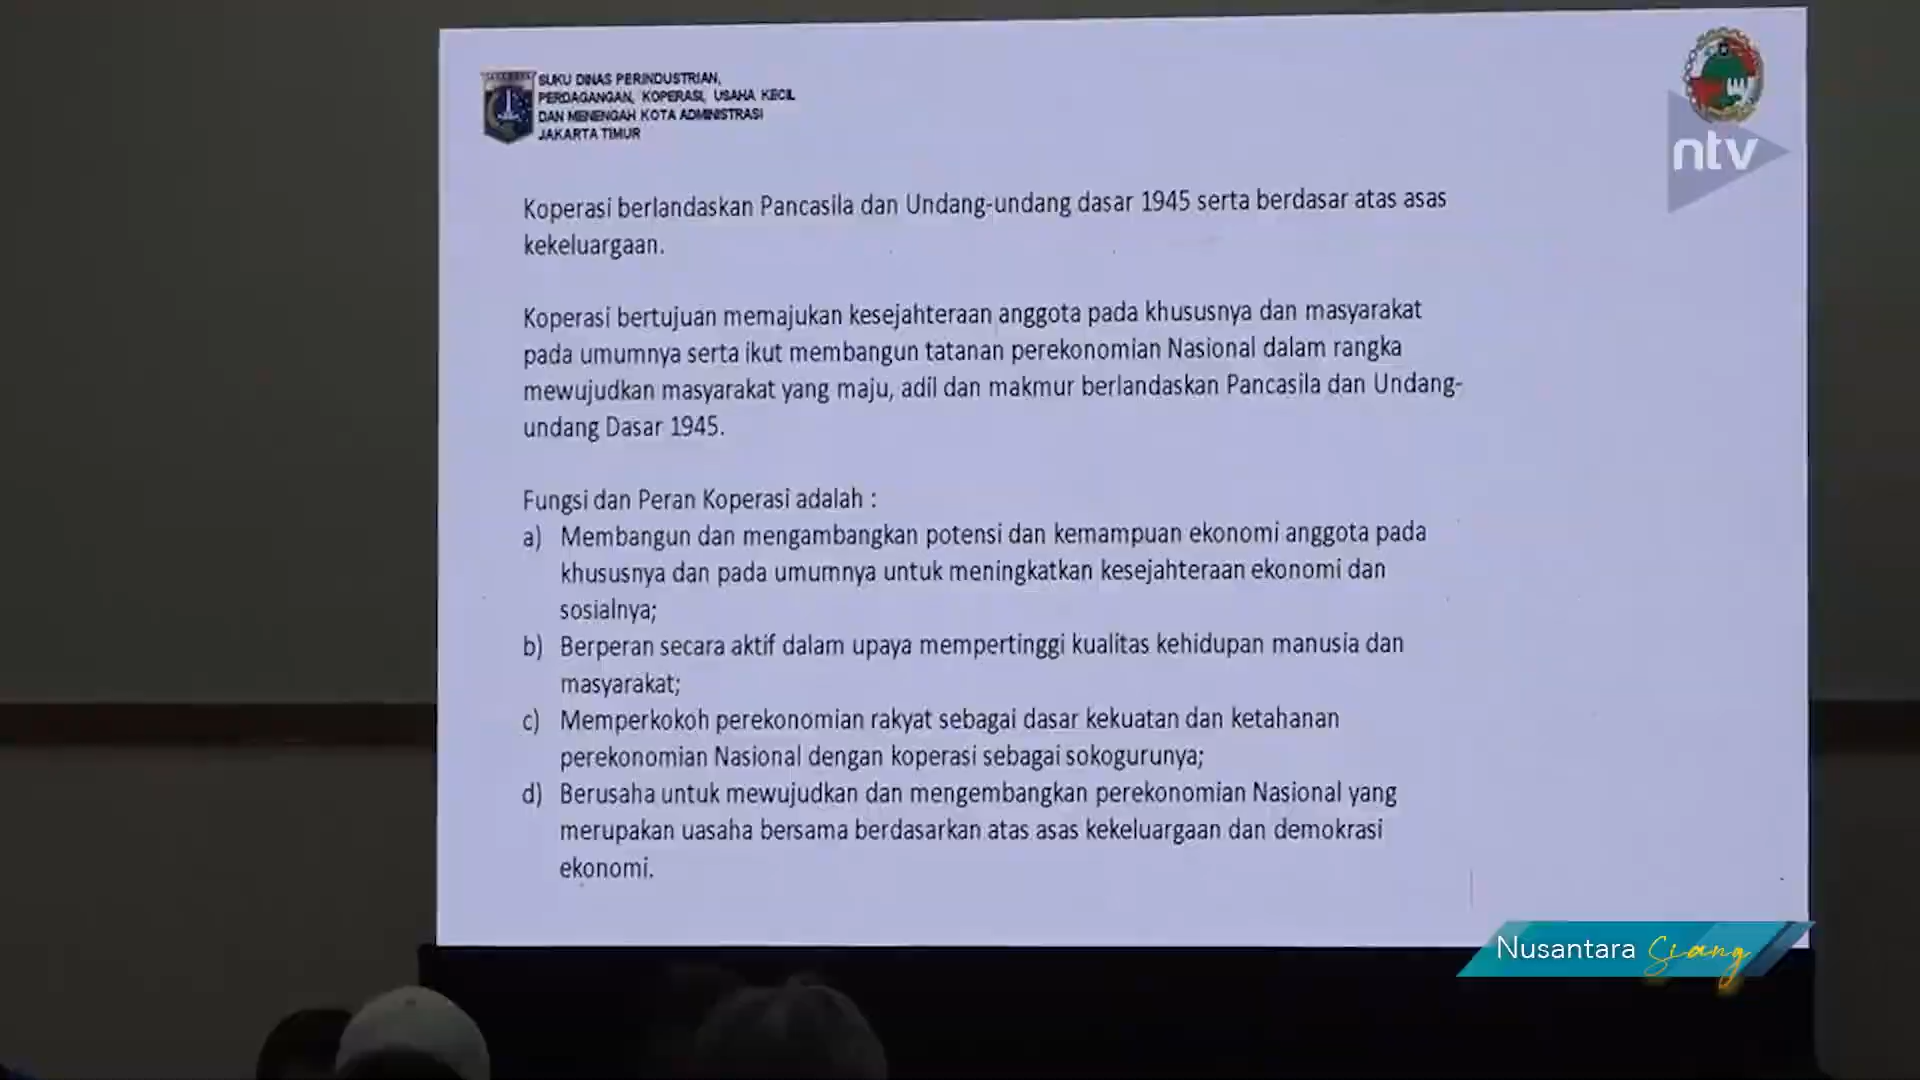 SUKU DINAS PERINDUSTRIAN,
PERDAGANGAN, KOPERASI, USAHA KECIL
DAN MENENGAH KOTA ADMINISTRASI
JAKARTA TIMUR
ntv
Koperasi berlandaskan Pancasila dan Undang-undang dasar 1945 serta berdasar atas asas
kekeluargaan.
Koperasi bertujuan memajukan kesejahteraan anggota pada khususnya dan masyarakat
pada umumnya serta ikut membangun tatanan perekonomian Nasional dalam rangka
mewujudkan masyarakat yang maju, adil dan makmur berlandaskan Pancasila dan Undang-
undang Dasar 1945.
Fungsi dan Peran Koperasi adalah :
a) Membangun dan mengambangkan potensi dan kemampuan ekonomi anggota pada
khususnya dan pada umumnya untuk meningkatkan kesejahteraan ekonomi dan
sosialnya;
b) Berperan secara aktif dalam upaya mempertinggi kualitas kehidupan manusia dan
masyarakat;
c) Memperkokoh perekonomian rakyat sebagai dasar kekuatan dan ketahanan
perekonomian Nasional dengan koperasi sebagai sokogurunya;
d) Berusaha untuk mewujudkan dan mengembangkan perekonomian Nasional yang
merupakan uasaha bersama berdasarkan atas asas kekeluargaan dan demokrasi
ekonomi.
Nusantara Siang